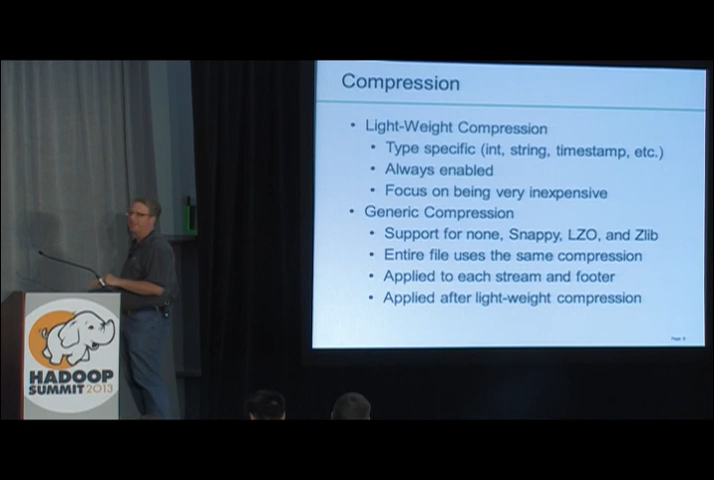 Compression
• Light-Weight Compression
• Type specific (int, string, timestamp, etc.)
• Always enabled
• Focus on being very inexpensive
• Generic Compression
• Support for none, Snappy, LZO, and Zlib
• Entire file uses the same compression
• Applied to each stream and footer
• Applied after light-weight compression
HADOOP
SUMMIT 2013